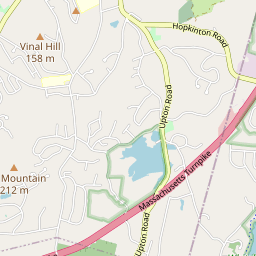 Hopkinton Road
Vinal Hill
158 m
Upton Road
Mountain
212 m
Massachusetts Turnpike
Upton Road